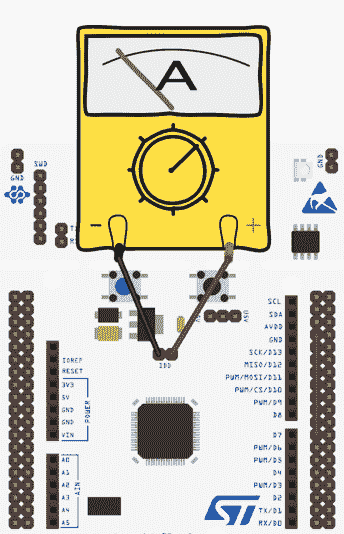 A
SWD
GND
GND
IDD
IOREF
RESET
3V3
5V
GND
GND
VIN
POWER
A0
A1
A2
A3
A4
A5
AIN
SCL
SDA
AVDD
GND
SCK/D13
MISO/D12
PWM/MOSI/D11
PWM/CS/D10
PWM/D9
D8
D7
PWM/D6
PWM/D5
D4
PWM/D3
D2
TX/D1
RX/D0
ST